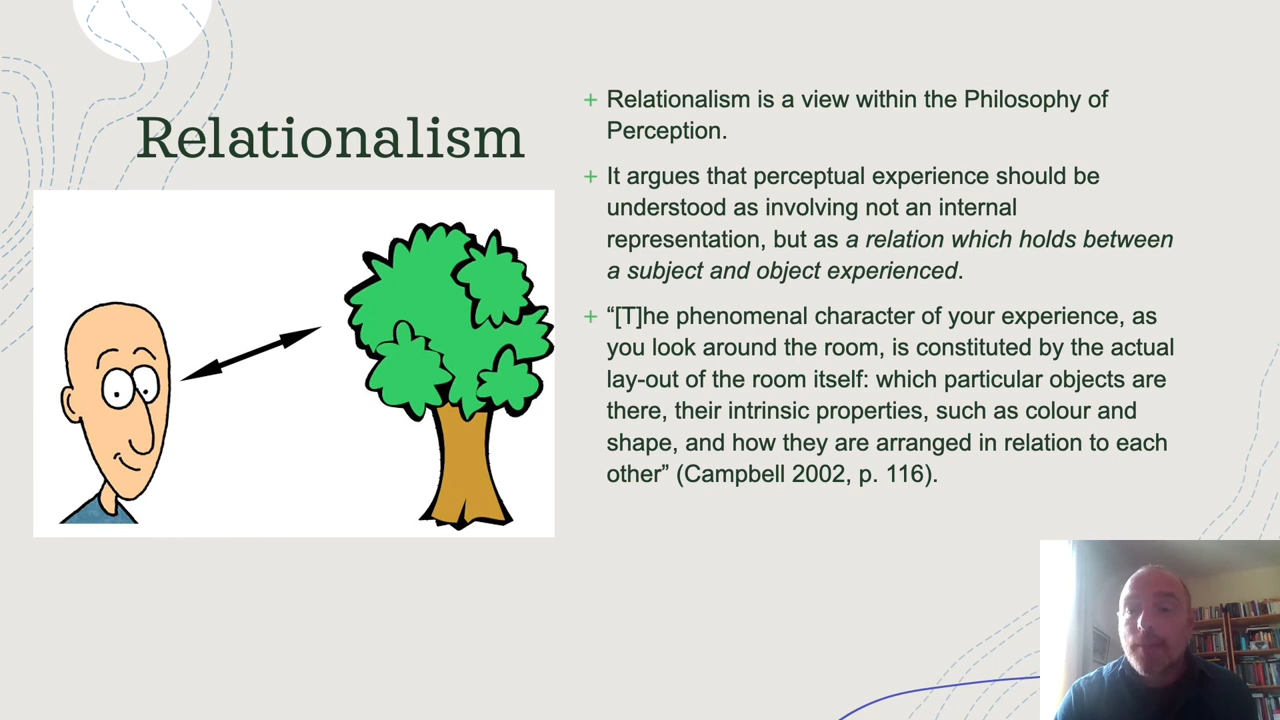 Relationalism
+ Relationalism is a view within the Philosophy of
Perception.
+ It argues that perceptual experience should be
understood as involving not an internal
representation, but as a relation which holds between
a subject and object experienced.
+ “[T]he phenomenal character of your experience, as
you look around the room, is constituted by the actual
lay-out of the room itself: which particular objects are
there, their intrinsic properties, such as colour and
shape, and how they are arranged in relation to each
other” (Campbell 2002, p. 116).